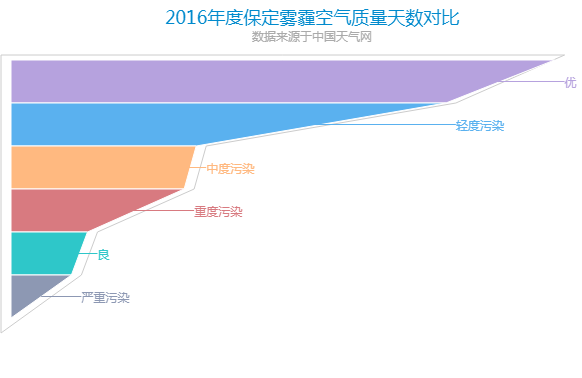 2016年度保定雾霾空气质量天数对比
数据来源于中国天气网
优
轻度污染
中度污染
重度污染
良
严重污染